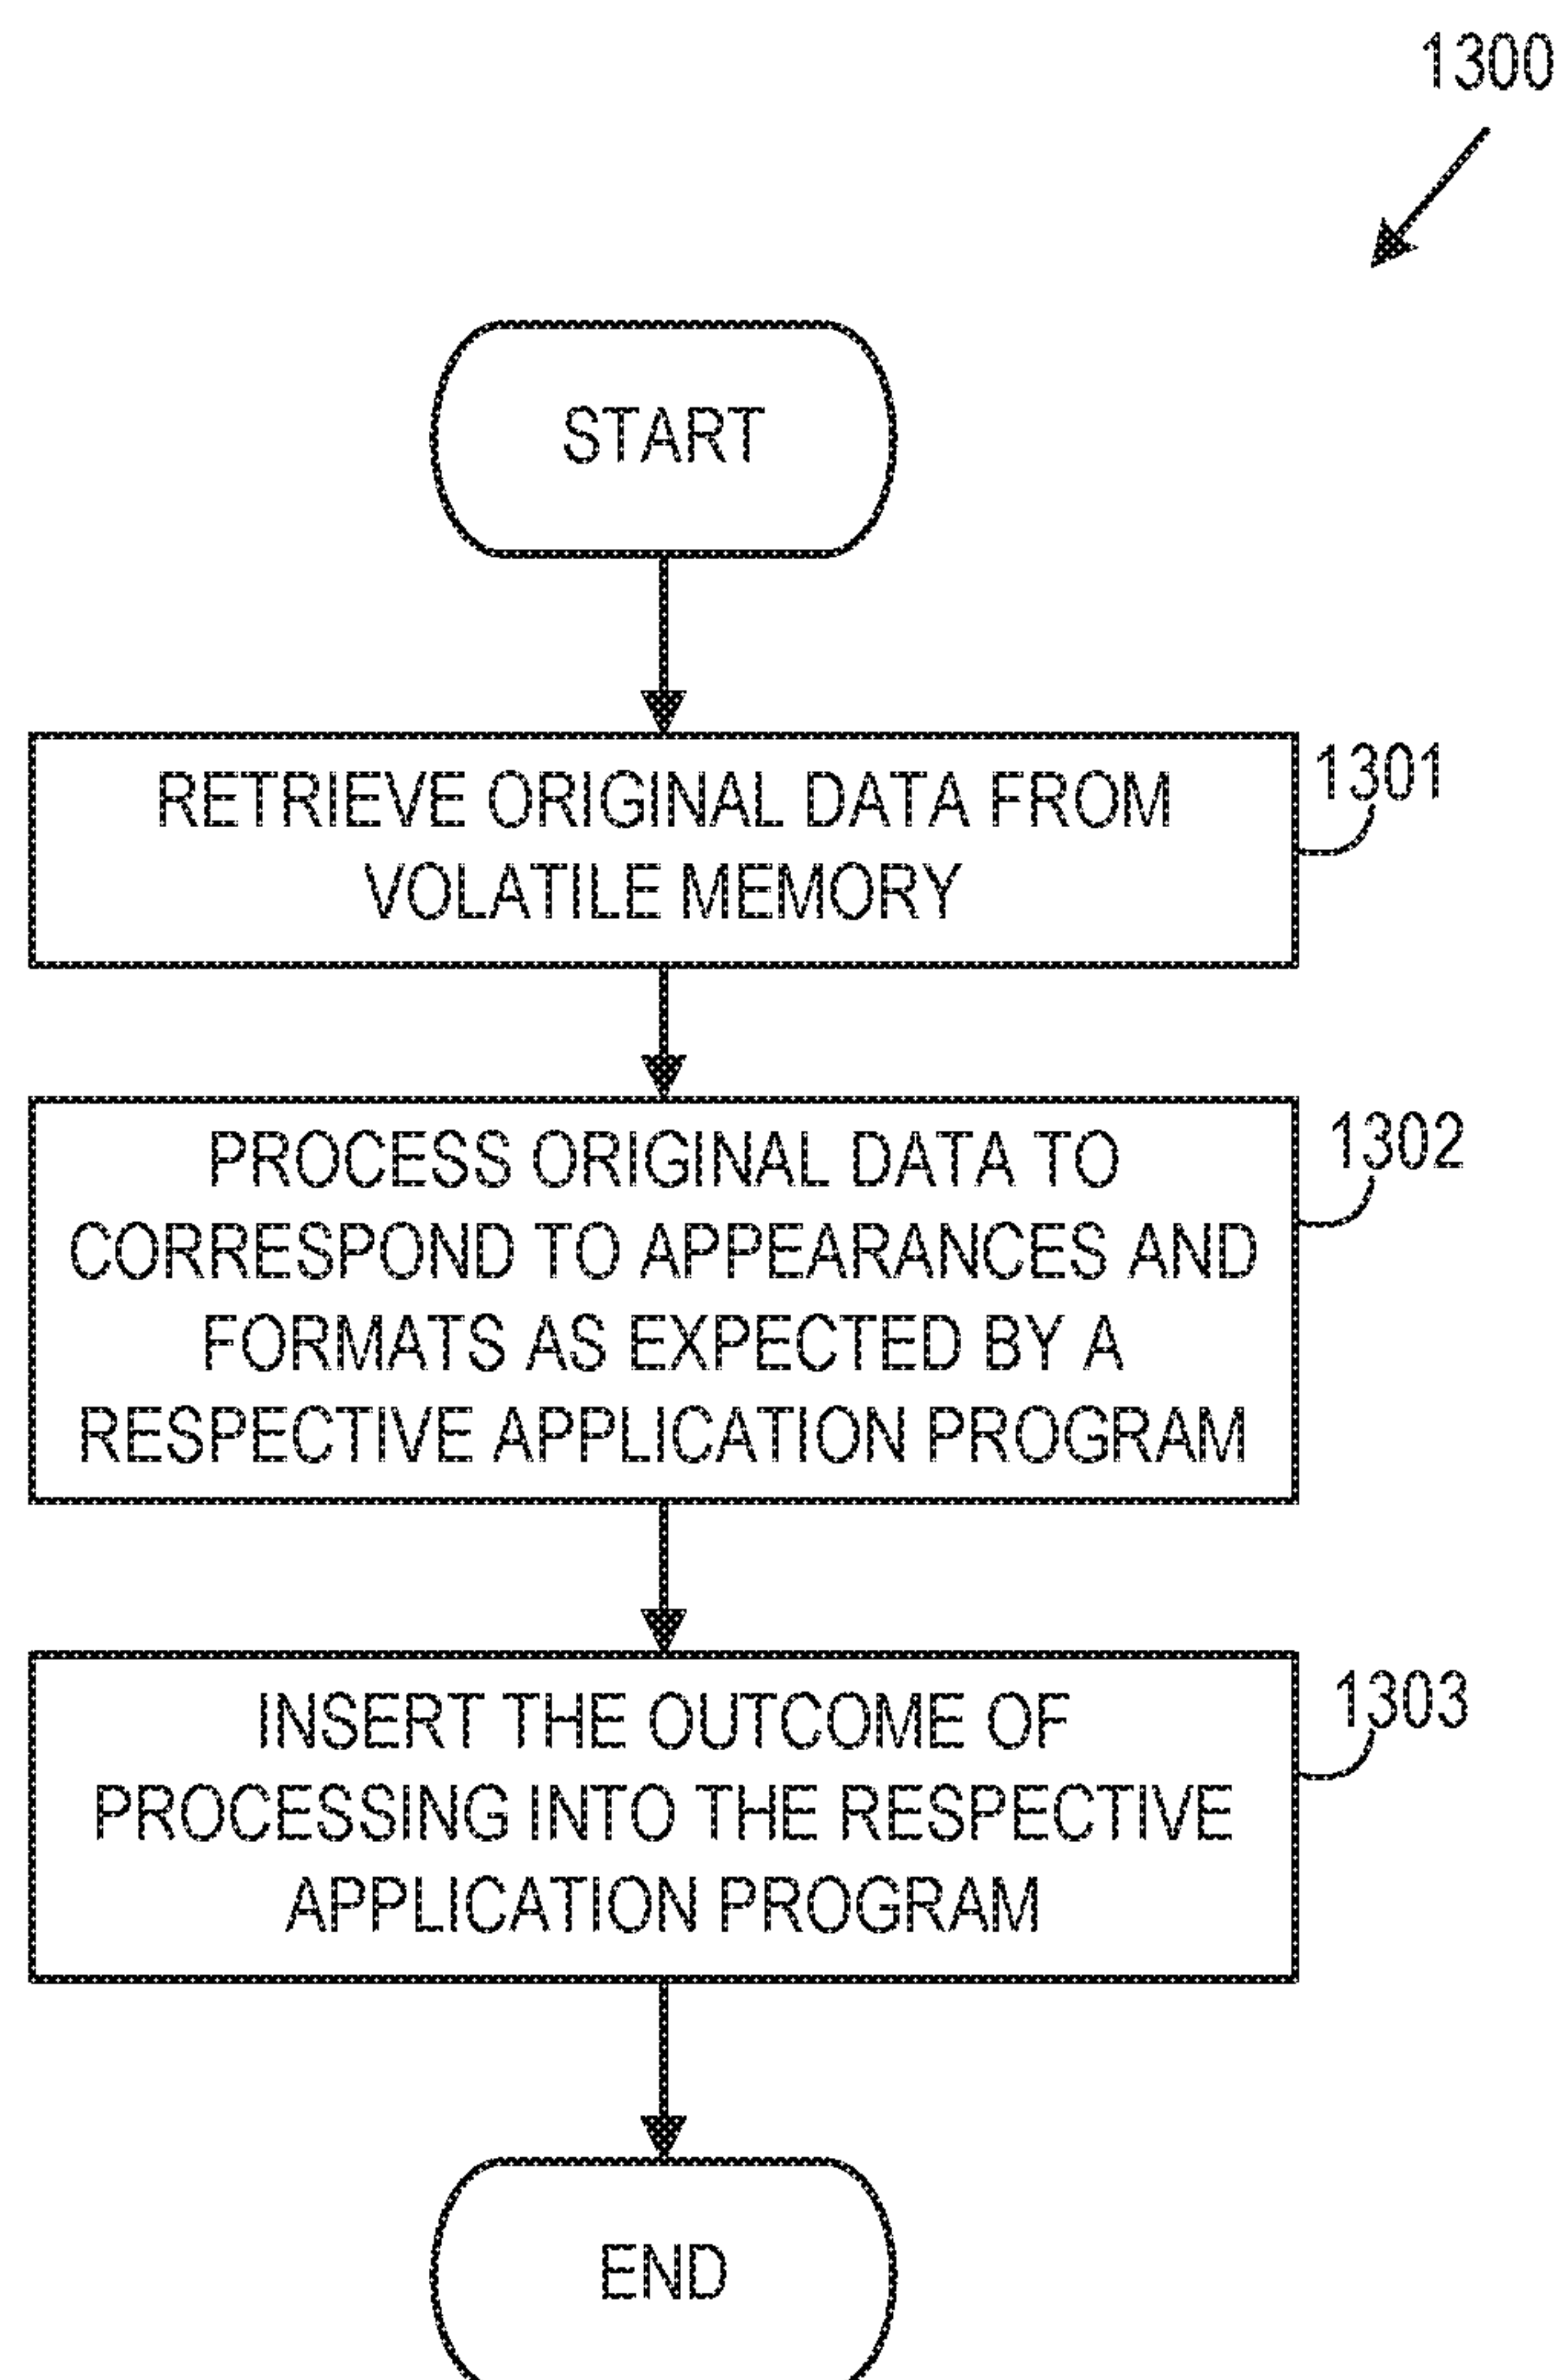 1300
START
RETRIEVE ORIGINAL DATA FROM
VOLATILE MEMORY
1301
PROCESS ORIGINAL DATA TO
CORRESPOND TO APPEARANCES AND
FORMATS AS EXPECTED BY A
RESPECTIVE APPLICATION PROGRAM
1302
INSERT THE OUTCOME OF
PROCESSING INTO THE RESPECTIVE
APPLICATION PROGRAM
1303
END